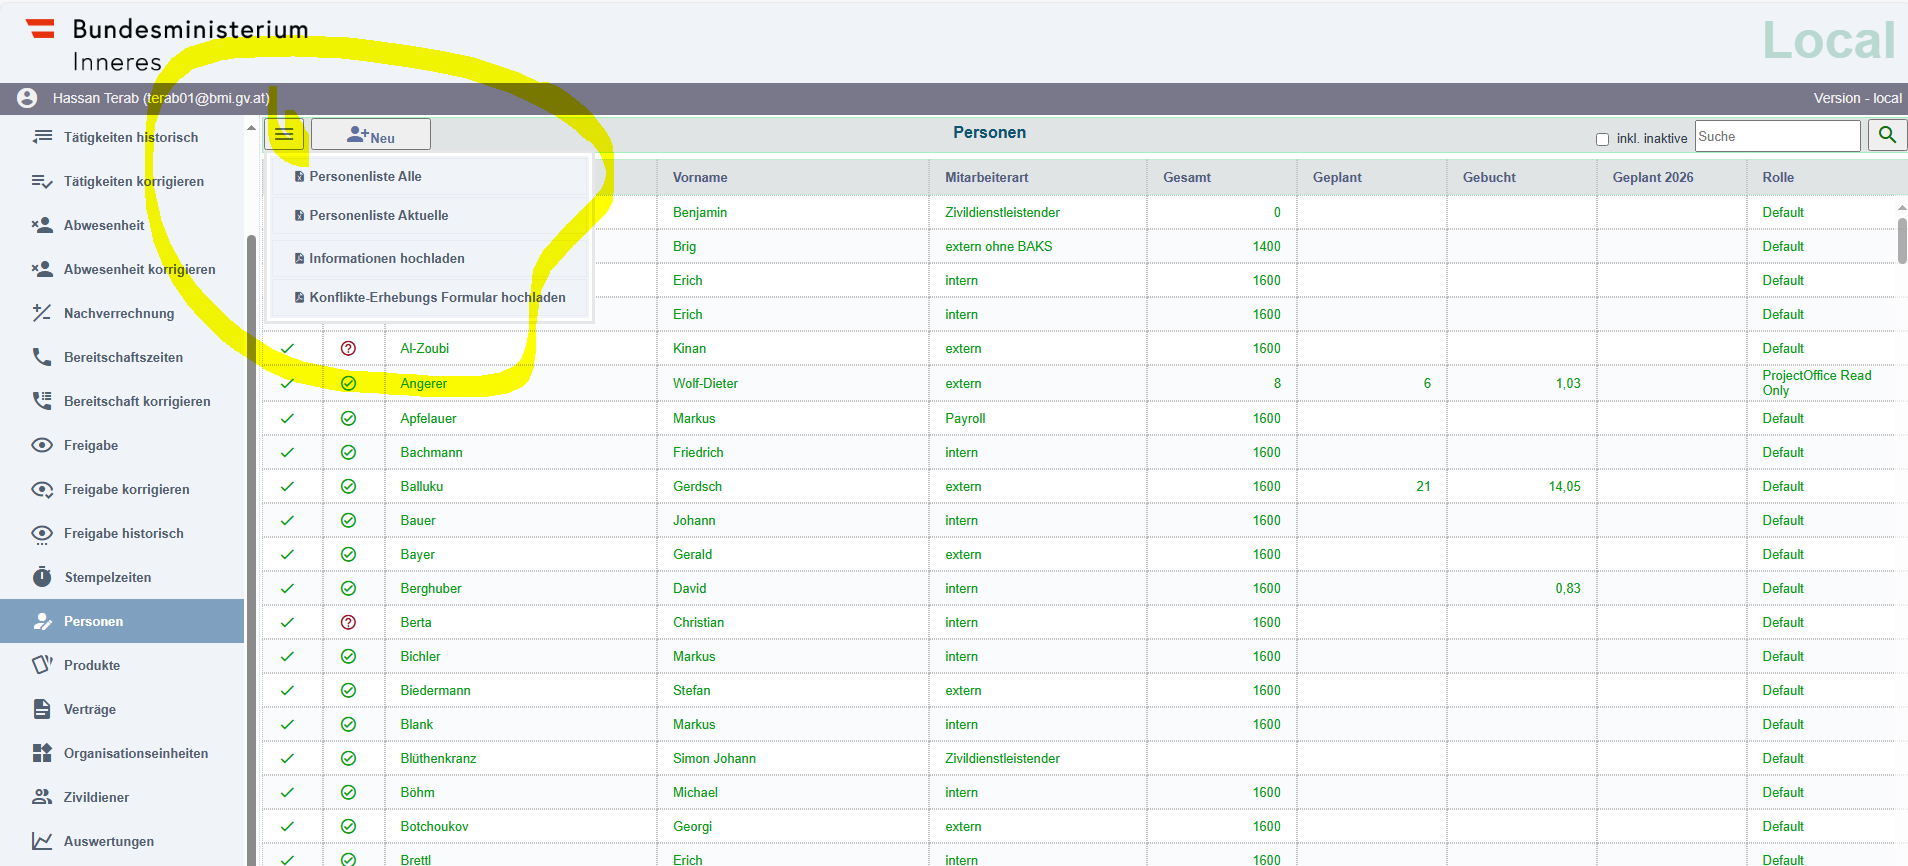 Bundesministerium
Inneres
Local
Hassan Terab (terab01@bmi.gv.at)
Version - local
Tätigkeiten historisch
Tätigkeiten korrigieren
Abwesenheit
Abwesenheit korrigieren
Nachverrechnung
Bereitschaftszeiten
Bereitschaft korrigieren
Freigabe
Freigabe korrigieren
Freigabe historisch
Stempelzeiten
Personen
Produkte
Verträge
Organisationseinheiten
Zivildiener
Auswertungen
Neu
Personen
inkl. inaktive
Suche
Personenliste Alle
Personenliste Aktuelle
Informationen hochladen
Konflikte-Erhebungs Formular hochladen
Vorname Mitarbeiterart Gesamt Geplant Gebucht Geplant 2026 Rolle
Benjamin Zivildienstleistender 0 Default
Brig extern ohne BAKS 1400 Default
Erich intern 1600 Default
Erich intern 1600 Default
Al-Zoubi Kinan extern 1600 Default
Angerer Wolf-Dieter extern 8 6 1,03 ProjectOffice Read
Only
Apfelauer Markus Payroll 1600 Default
Bachmann Friedrich intern 1600 Default
Balluku Gerdsch extern 1600 21 14,05 Default
Bauer Johann intern 1600 Default
Bayer Gerald extern 1600 Default
Berghuber David intern 1600 0,83 Default
Berta Christian intern 1600 Default
Bichler Markus intern 1600 Default
Biedermann Stefan extern 1600 Default
Blank Markus intern 1600 Default
Blüthenkranz Simon Johann Zivildienstleistender Default
Böhm Michael intern 1600 Default
Botchoukov Georgi extern 1600 Default
Brettl Erich intern 1600 Default